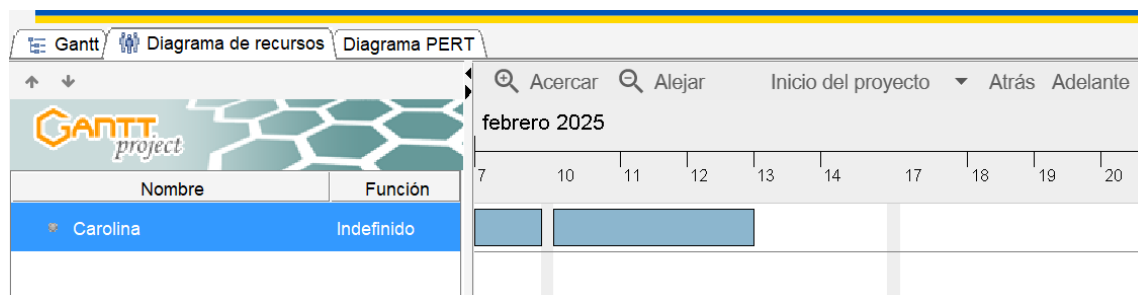 Gantt Diagrama de recursos Diagrama PERT
Acercar Alejar Inicio del proyecto Atrás Adelante
GANTT
project
febrero 2025
7 10 11 12 13 14 17 18 19 20
Nombre Función
Carolina Indefinido